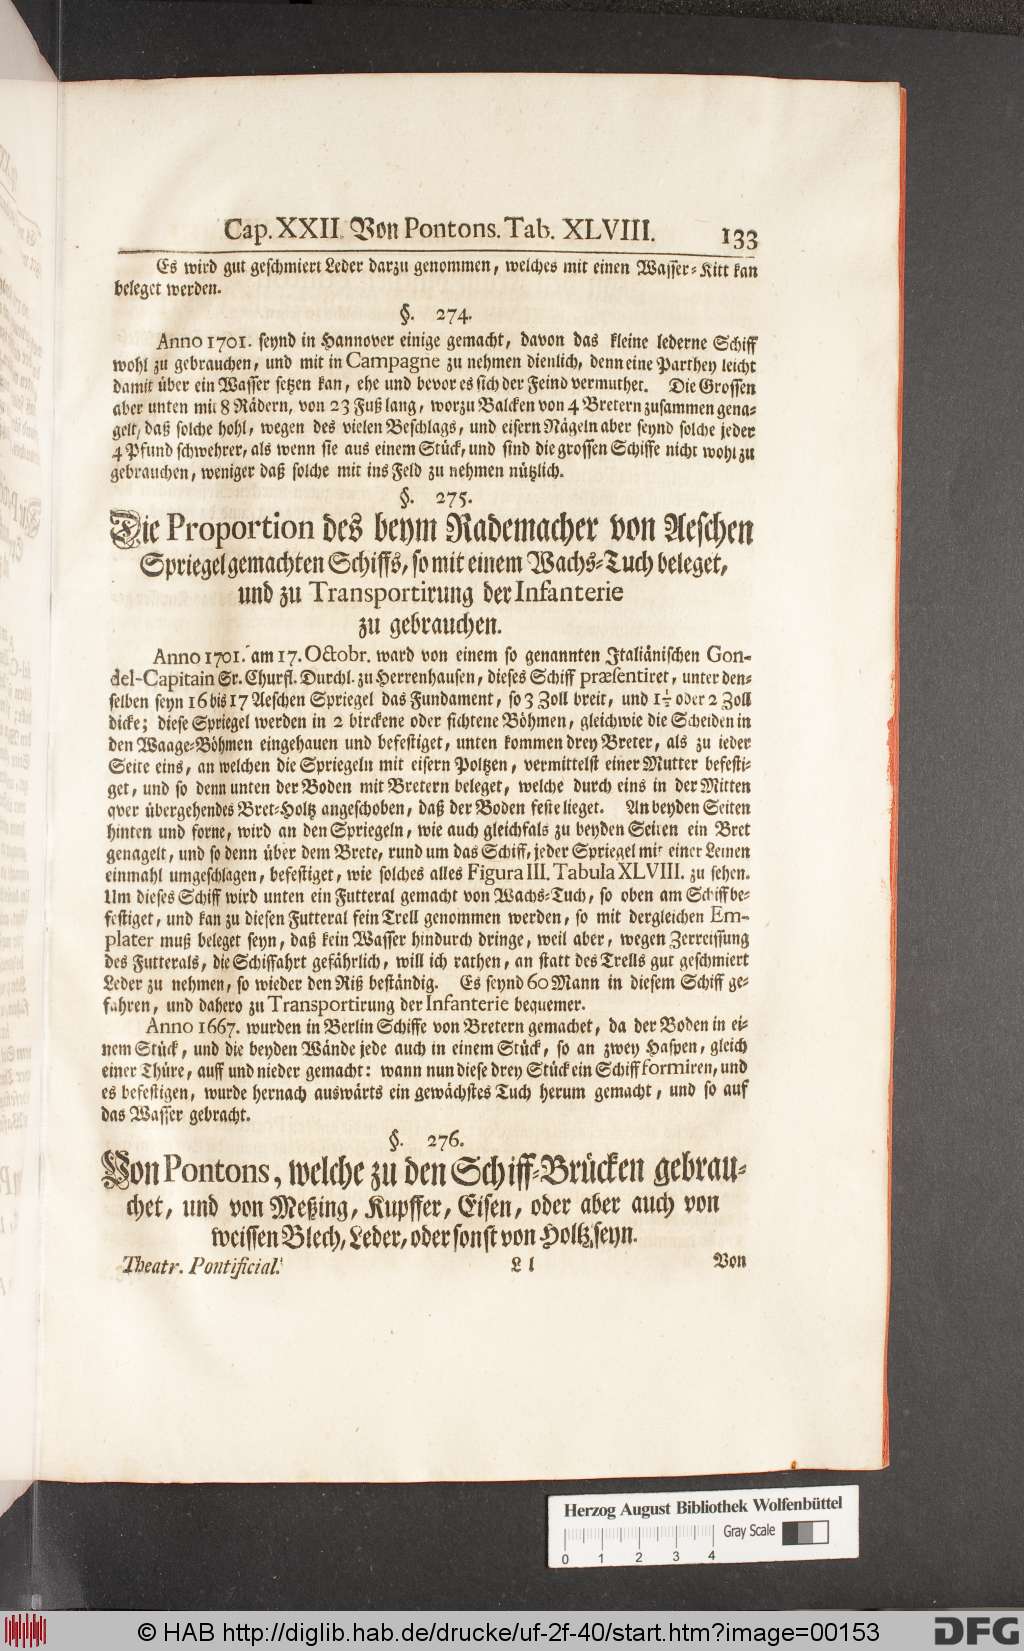 Cap. XXII. Von Pontons. Tab. XLVIII. 133
Es wird gut geschmiert Leder darzu genommen, welches mit einen Wasser-Kitt kan
beleget werden.
§. 274.
Anno 1701. seynd in Hannover einige gemacht, davon das kleine lederne Schiff
wohl zu gebrauchen, und mit in Campagne zu nehmen dienlich, denn eine Parthey leicht
damit über ein Wasser setzen kan, ehe und bevor es sich der Feind vermuthet. Die Grossen
aber unten mit 8 Rädern, von 23 Fuß lang, worzu Balcken von 4 Bretern zusammen gena-
gelt, daß solche hohl, wegen des vielen Beschlags, und eisern Nägeln aber seynd solche jeder
4 Pfund schwehrer, als wenn sie aus einem Stück, und sind die grossen Schiffe nicht wohl zu
gebrauchen, weniger daß solche mit ins Feld zu nehmen nützlich.
§. 275.
Die Proportion des beym Rademacher von Aeschen
Spriegel gemachten Schiffs, so mit einem Wachs-Tuch beleget,
und zu Transportirung der Infanterie
zu gebrauchen.
Anno 1701. am 17. Octobr. ward von einem so genannten Italiänischen Gon-
del-Capitain Sr. Churfl. Durchl. zu Herrenhausen, dieses Schiff præsentiret, unter den-
selben seyn 16 bis 17 Aeschen Spriegel das Fundament, so 3 Zoll breit, und 1½ oder 2 Zoll
dicke; diese Spriegel werden in 2 birckene oder fichtene Böhmen, gleichwie die Scheiden in
den Waage-Böhmen eingehauen und befestiget, unten kommen drey Breter, als zu jeder
Seite eins, an welchen die Spriegeln mit eisern Poltzen, vermittelst einer Mutter befesti-
get, und so denn unten der Boden mit Bretern beleget, welche durch eins in der Mitten
qver übergehendes Bret-Holtz angeschoben, daß der Boden feste lieget. An beyden Seiten
hinten und forne, wird an den Spriegeln, wie auch gleichfals zu beyden Seiten ein Bret
genagelt, und so denn über dem Brete, rund um das Schiff, jeder Spriegel mit einer Leinen
einmahl umgeschlagen, befestiget, wie solches alles Figura III. Tabula XLVIII. zu sehen.
Um dieses Schiff wird unten ein Futteral gemacht von Wachs-Tuch, so oben am Schiff be-
festiget, und kan zu diesen Futteral fein Trell genommen werden, so mit dergleichen Em-
plater muß beleget seyn, daß kein Wasser hindurch dringe, weil aber, wegen Zerreissung
des Futterals, die Schiffahrt gefährlich, will ich rathen, an statt des Trells gut geschmiert
Leder zu nehmen, so wieder den Riß beständig. Es seynd 60 Mann in diesem Schiff ge-
fahren, und dahero zu Transportirung der Infanterie bequemer.
Anno 1667. wurden in Berlin Schiffe von Bretern gemachet, da der Boden in ei-
nem Stück, und die beyden Wände jede auch in einem Stück, so an zwey Haspen, gleich
einer Thüre, auff und nieder gemacht: wann nun diese drey Stück ein Schiff formiren, und
es befestigen, wurde hernach auswärts ein gewächstes Tuch herum gemacht, und so auf
das Wasser gebracht.
§. 276.
Von Pontons, welche zu den Schiff-Brücken gebrau-
chet, und von Meßing, Kupffer, Eisen, oder aber auch von
weissen Blech, Leder, oder sonst von Holtz seyn.
Theatr. Pontificial. L l Von
Herzog August Bibliothek Wolfenbüttel
Gray Scale
0 1 2 3 4
© HAB http://diglib.hab.de/drucke/uf-2f-40/start.htm?image=00153
DFG